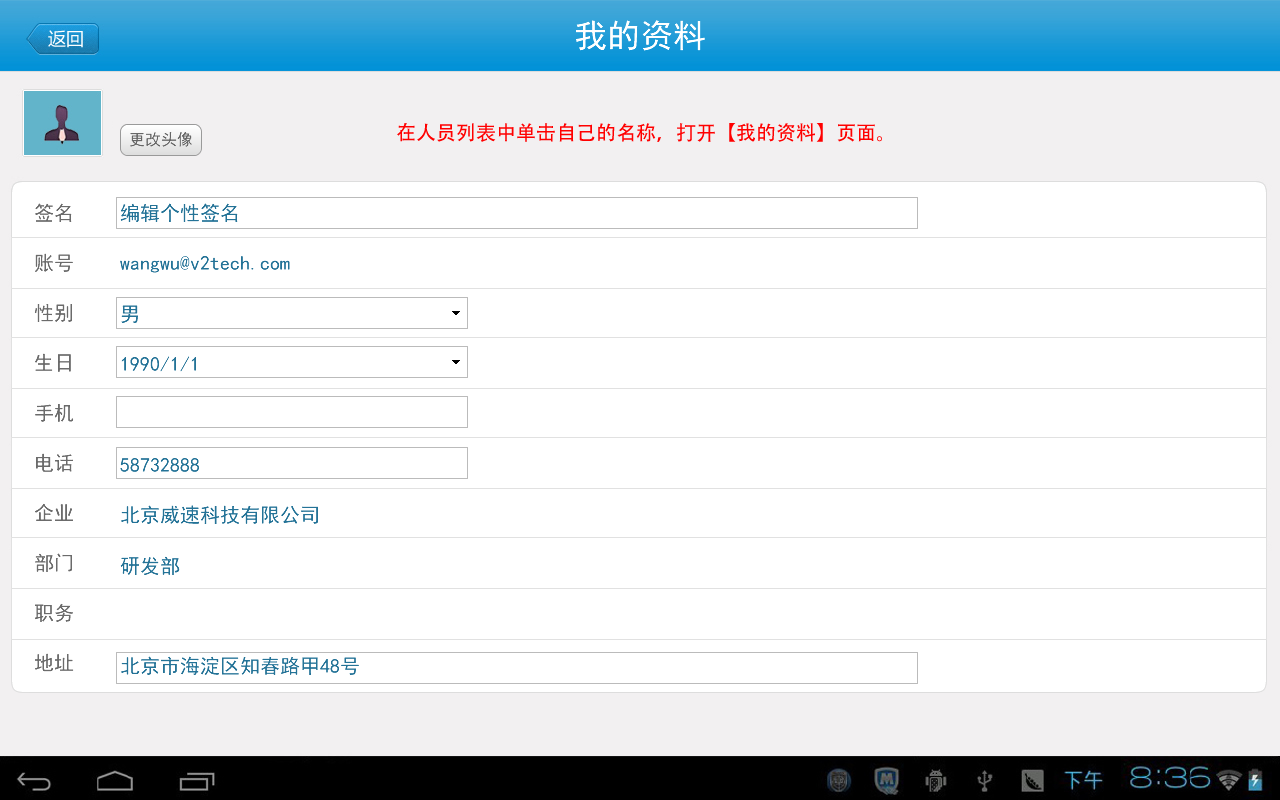 返回
我的资料
更改头像
在人员列表中单击自己的名称，打开【我的资料】页面。
签名 编辑个性签名
账号 wangwu@v2tech.com
性别 男
生日 1990/1/1
手机
电话 58732888
企业 北京威速科技有限公司
部门 研发部
职务
地址 北京市海淀区知春路甲48号
下午 8:36